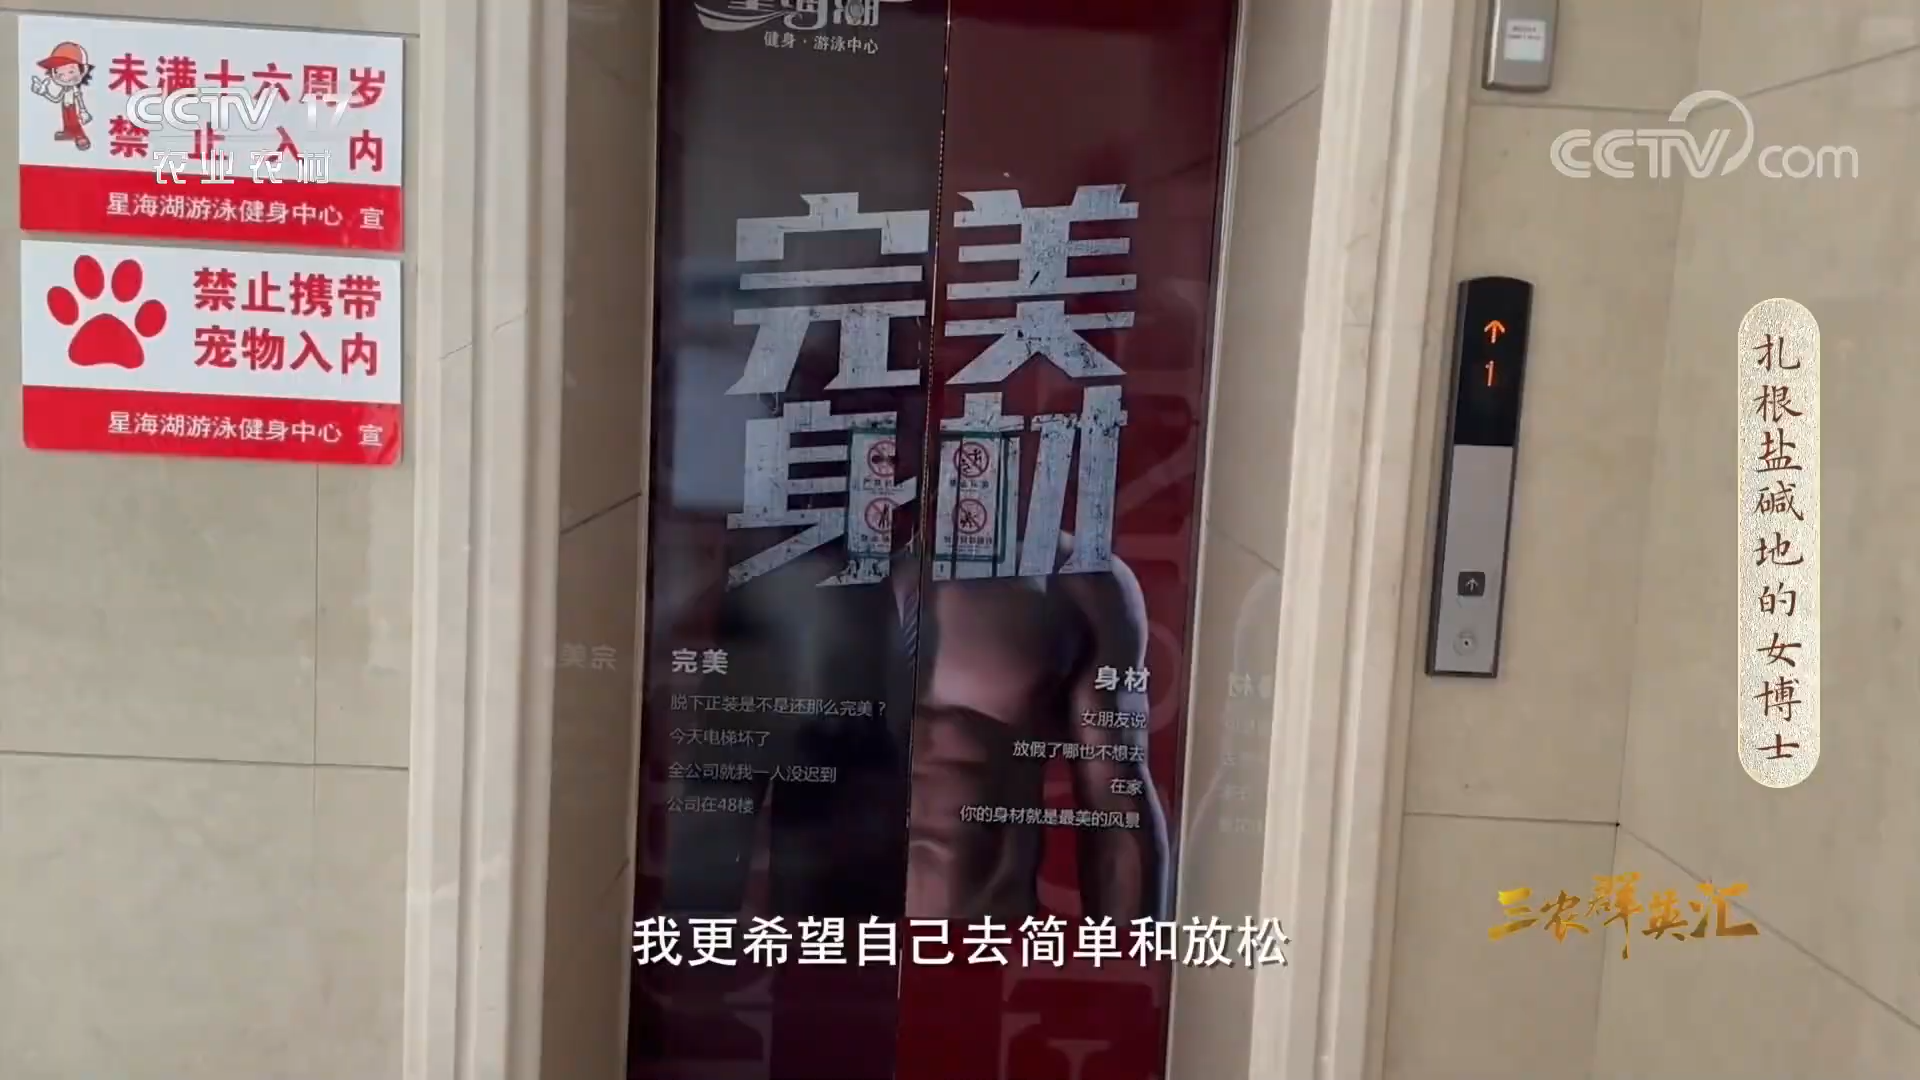 未满十六周岁
禁止入内
星海湖游泳健身中心 宣
禁止携带
宠物入内
星海湖游泳健身中心 宣
CCTV 17
农业农村
星海湖
健身·游泳中心
完美
身材
完美
脱下正装是不是还那么完美？
今天电梯坏了
全公司就我一人没迟到
公司在48楼
身材
女朋友说
放假了哪也不想去
在家
你的身材就是最美的风景
1
CCTV.com
扎根盐碱地的女博士
三农群英汇
我更希望自己去简单和放松